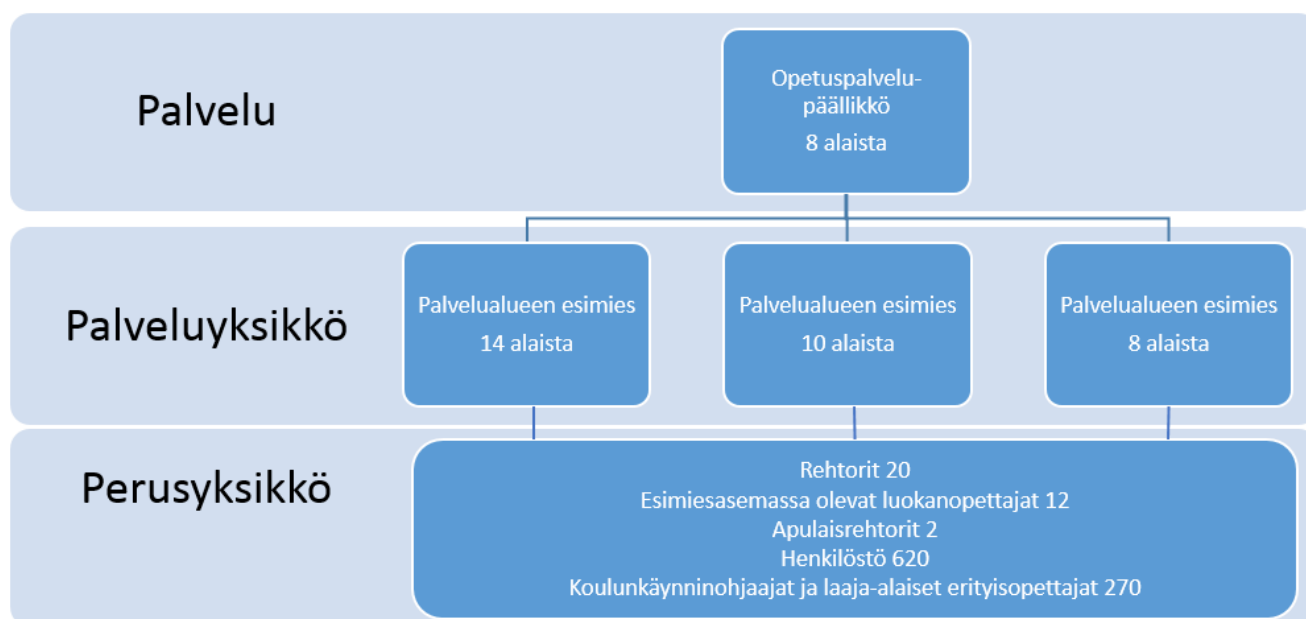 Palvelu
Opetuspalvelu-
päällikkö
8 alaista
Palveluyksikkö
Palvelualueen esimies
14 alaista
Palvelualueen esimies
10 alaista
Palvelualueen esimies
8 alaista
Perusyksikkö
Rehtorit 20
Esimiesasemassa olevat luokanopettajat 12
Apulaisrehtorit 2
Henkilöstö 620
Koulunkäynninohjaajat ja laaja-alaiset erityisopettajat 270